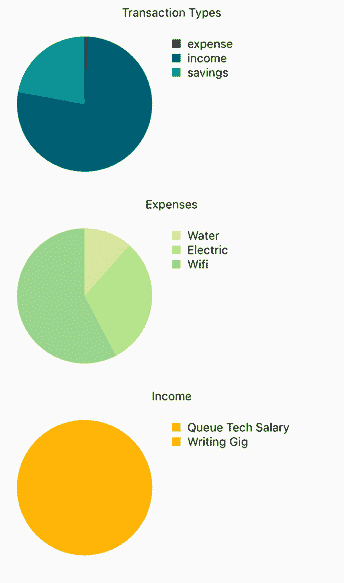 Transaction Types
expense
income
savings
Expenses
Water
Electric
Wifi
Income
Queue Tech Salary
Writing Gig